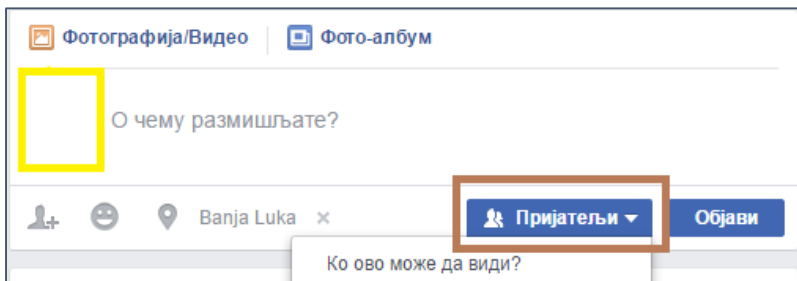 Фотографија/Видео Фото-албум
О чему размишљате?
Banja Luka × Пријатељи Објави
Ко ово може да види?